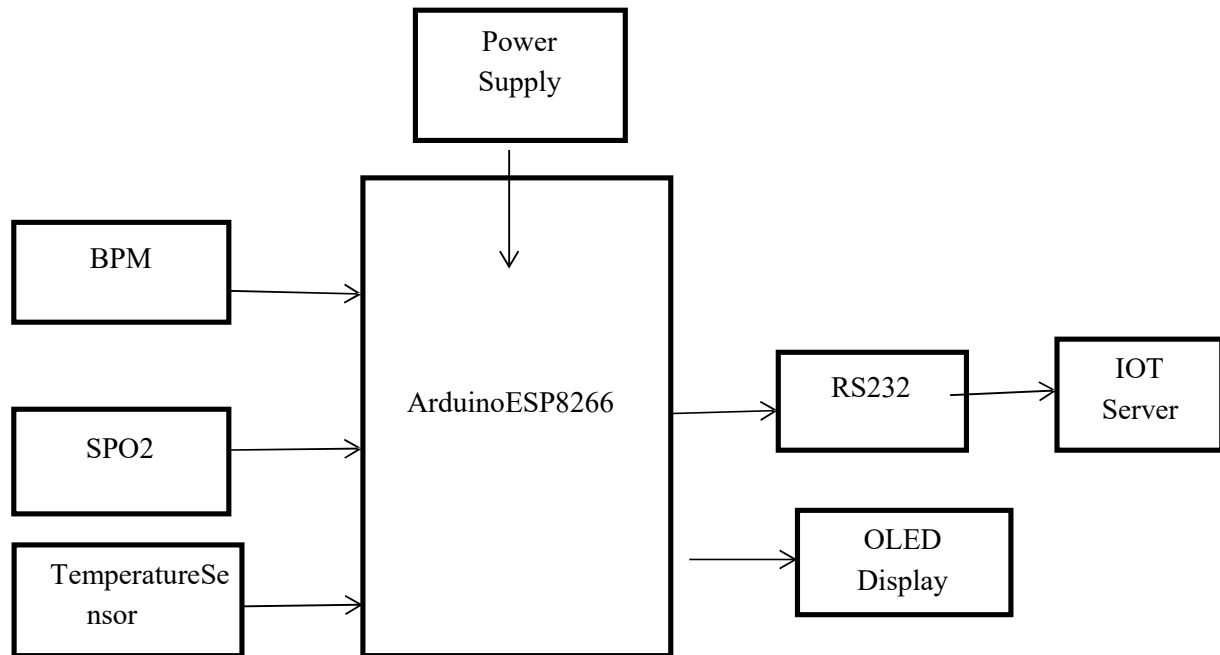 Power
Supply
BPM
SPO2
TemperatureSe
nsor
ArduinoESP8266
RS232
IOT
Server
OLED
Display